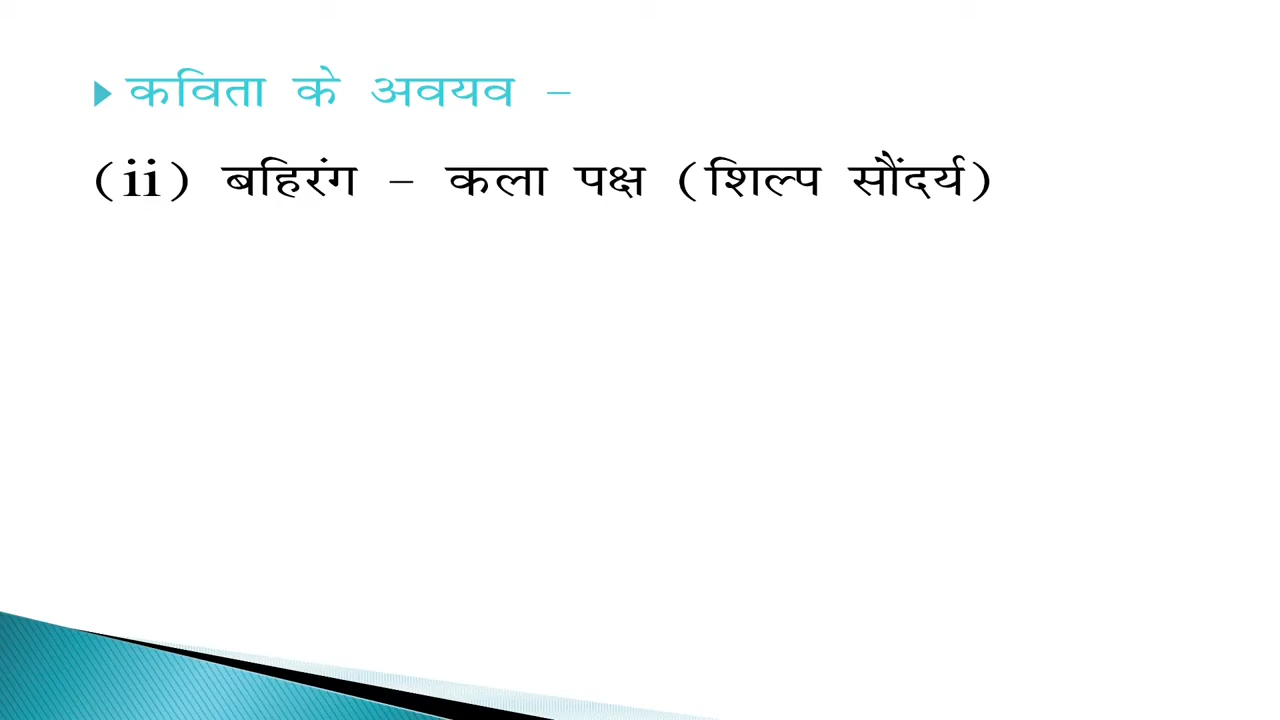 कविता के अवयव –
(ii) बहिरंग – कला पक्ष (शिल्प सौंदर्य)